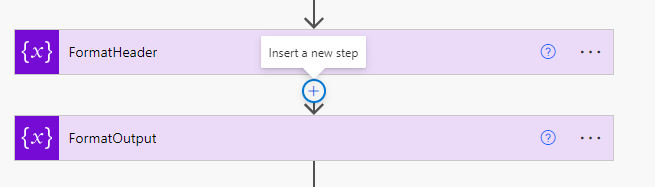 {x} FormatHeader
Insert a new step
{x} FormatOutput